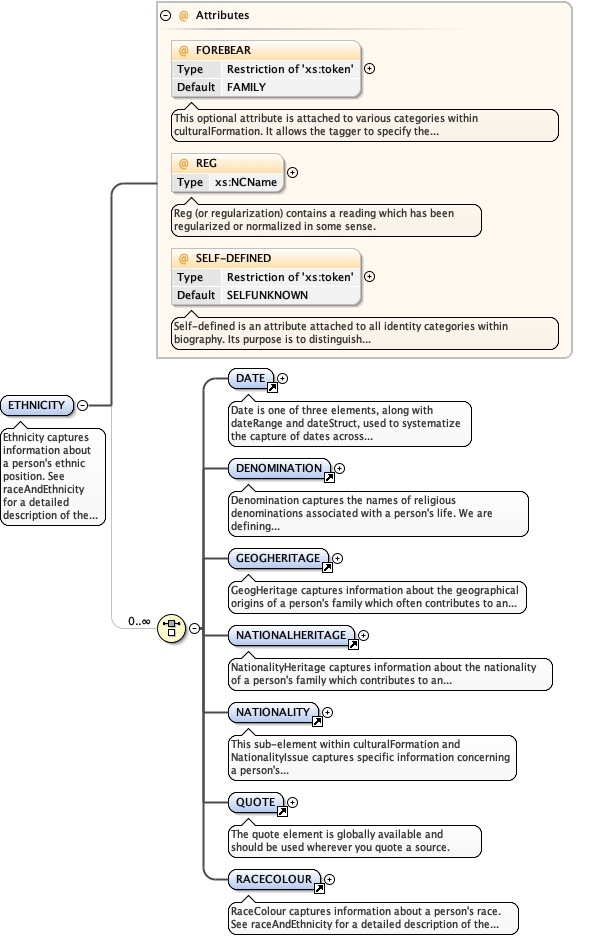 @ Attributes
@ FOREBEAR
Type Restriction of 'xs:token'
Default FAMILY
This optional attribute is attached to various categories within
culturalFormation. It allows the tagger to specify the...
@ REG
Type xs:NCName
Reg (or regularization) contains a reading which has been
regularized or normalized in some sense.
@ SELF-DEFINED
Type Restriction of 'xs:token'
Default SELFUNKNOWN
Self-defined is an attribute attached to all identity categories within
biography. Its purpose is to distinguish...
ETHNICITY
Ethnicity captures
information about
a person's ethnic
position. See
raceAndEthnicity
for a detailed
description of the...
0..∞
DATE
Date is one of three elements, along with
dateRange and dateStruct, used to systematize
the capture of dates across...
DENOMINATION
Denomination captures the names of religious
denominations associated with a person's life. We are
defining...
GEOGHERITAGE
GeogHeritage captures information about the geographical
origins of a person's family which often contributes to an...
NATIONALHERITAGE
NationalityHeritage captures information about the nationality
of a person's family which contributes to an...
NATIONALITY
This sub-element within culturalFormation and
NationalityIssue captures specific information concerning
a person's...
QUOTE
The quote element is globally available and
should be used wherever you quote a source.
RACECOLOUR
RaceColour captures information about a person's race.
See raceAndEthnicity for a detailed description of the...